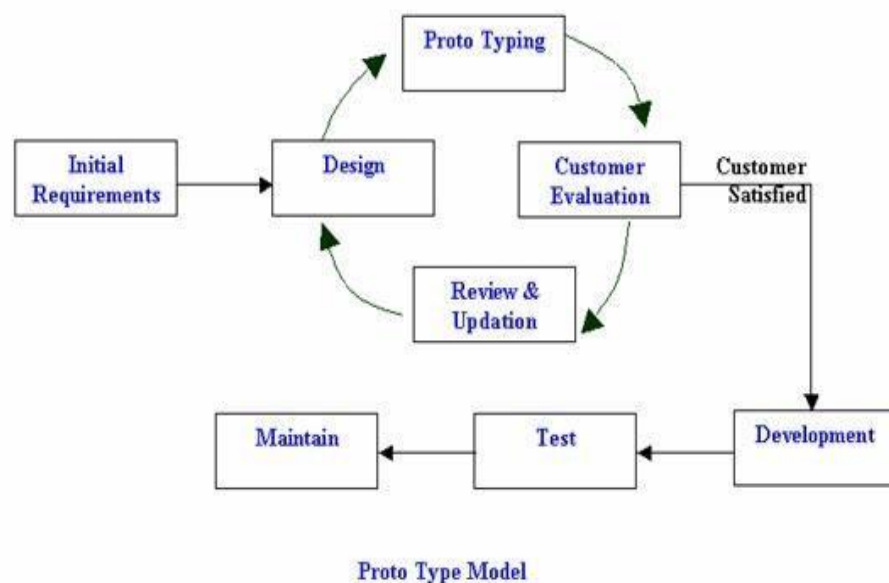 Proto Typing
Initial
Requirements
Design
Customer
Evaluation
Customer
Satisfied
Review &
Updation
Maintain
Test
Development
Proto Type Model